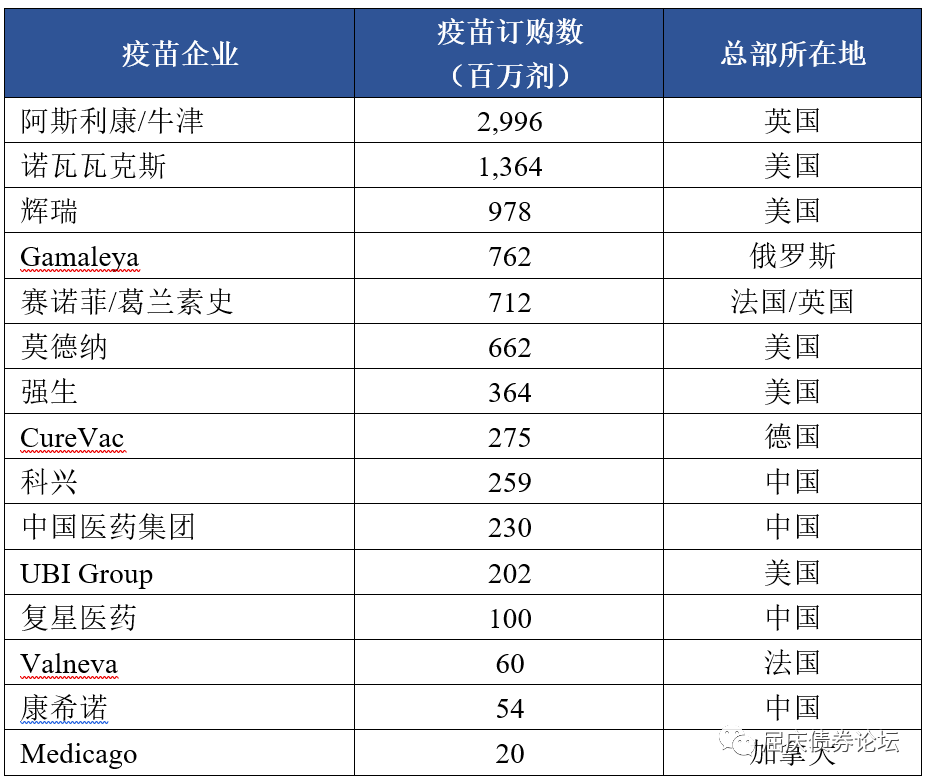 疫苗企业 疫苗订购数 总部所在地
(百万剂)
阿斯利康/牛津 2,996 英国
诺瓦瓦克斯 1,364 美国
辉瑞 978 美国
Gamaleya 762 俄罗斯
赛诺菲/葛兰素史 712 法国/英国
莫德纳 662 美国
强生 364 美国
CureVac 275 德国
科兴 259 中国
中国医药集团 230 中国
UBI Group 202 美国
复星医药 100 中国
Valneva 60 法国
康希诺 54 中国
Medicago 20 加拿大
屈庆债券论坛